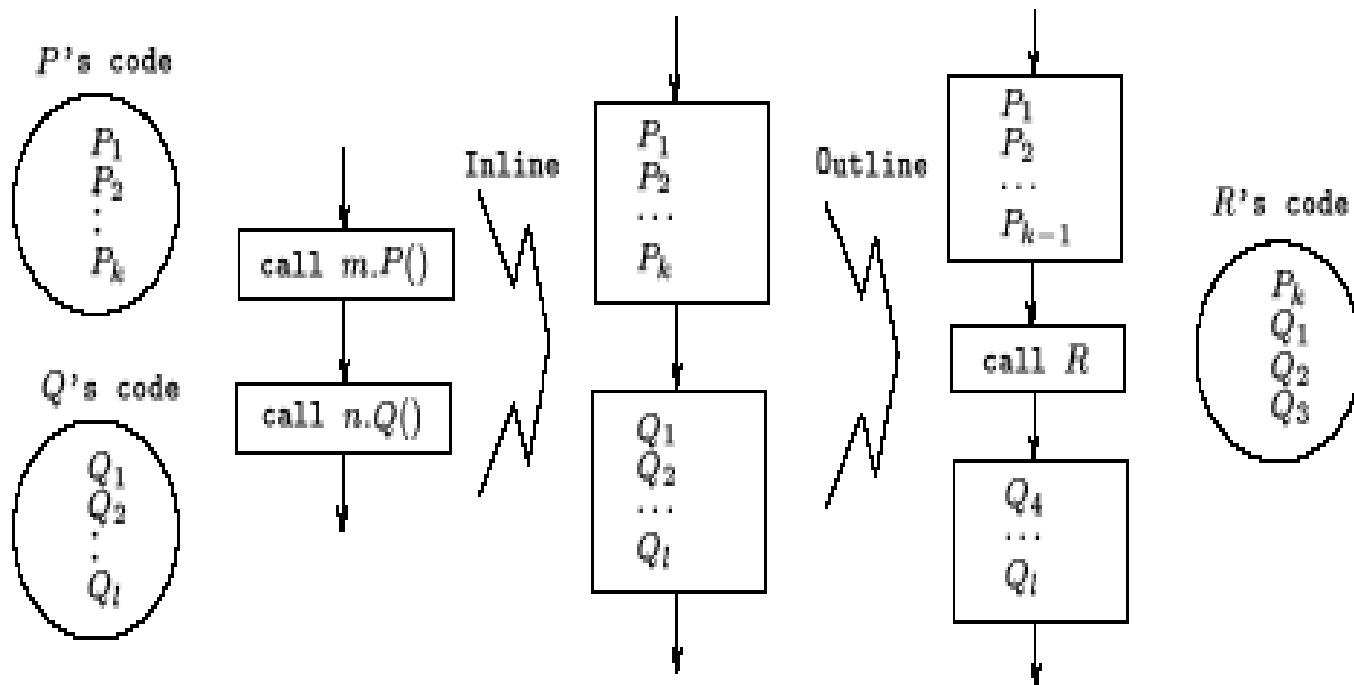 P's code
P₁
P₂
.
.
Pₖ
Q's code
Q₁
Q₂
.
.
Qₗ
call m.P()
call n.Q()
Inline
P₁
P₂
...
Pₖ
Q₁
Q₂
...
Qₗ
Outline
P₁
P₂
...
Pₖ₋₁
call R
Q₄
...
Qₗ
R's code
Pₖ
Q₁
Q₂
Q₃